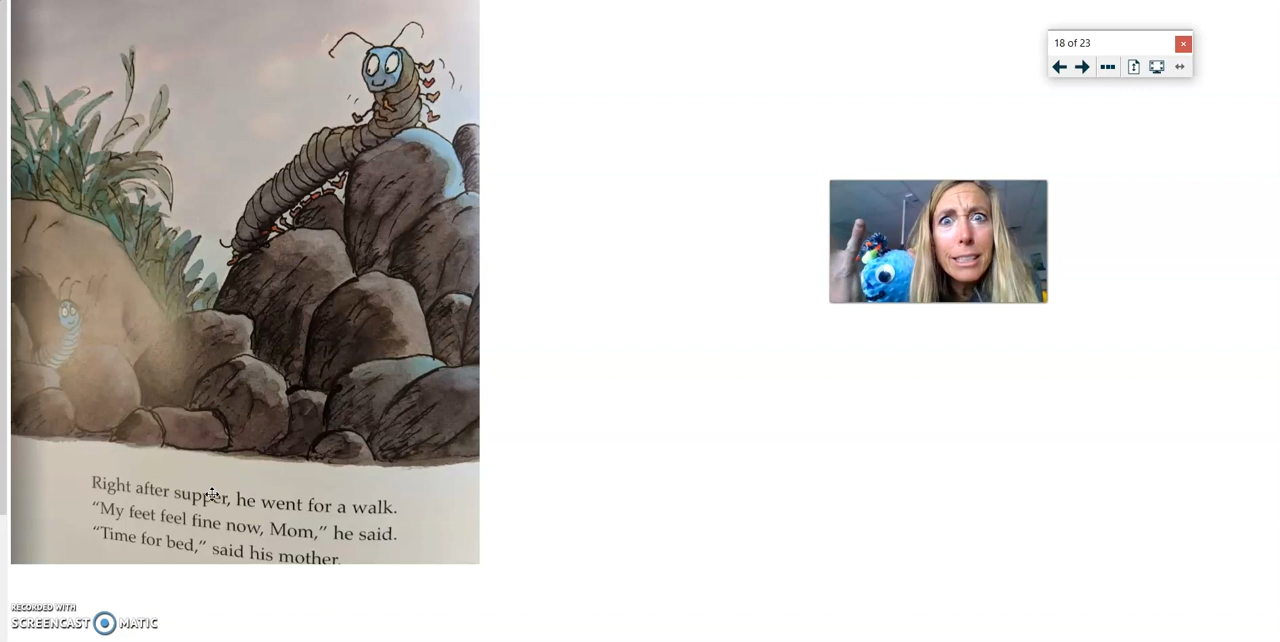 18 of 23
Right after supper, he went for a walk.
“My feet feel fine now, Mom,” he said.
“Time for bed,” said his mother.
RECORDED WITH
SCREENCAST MATIC